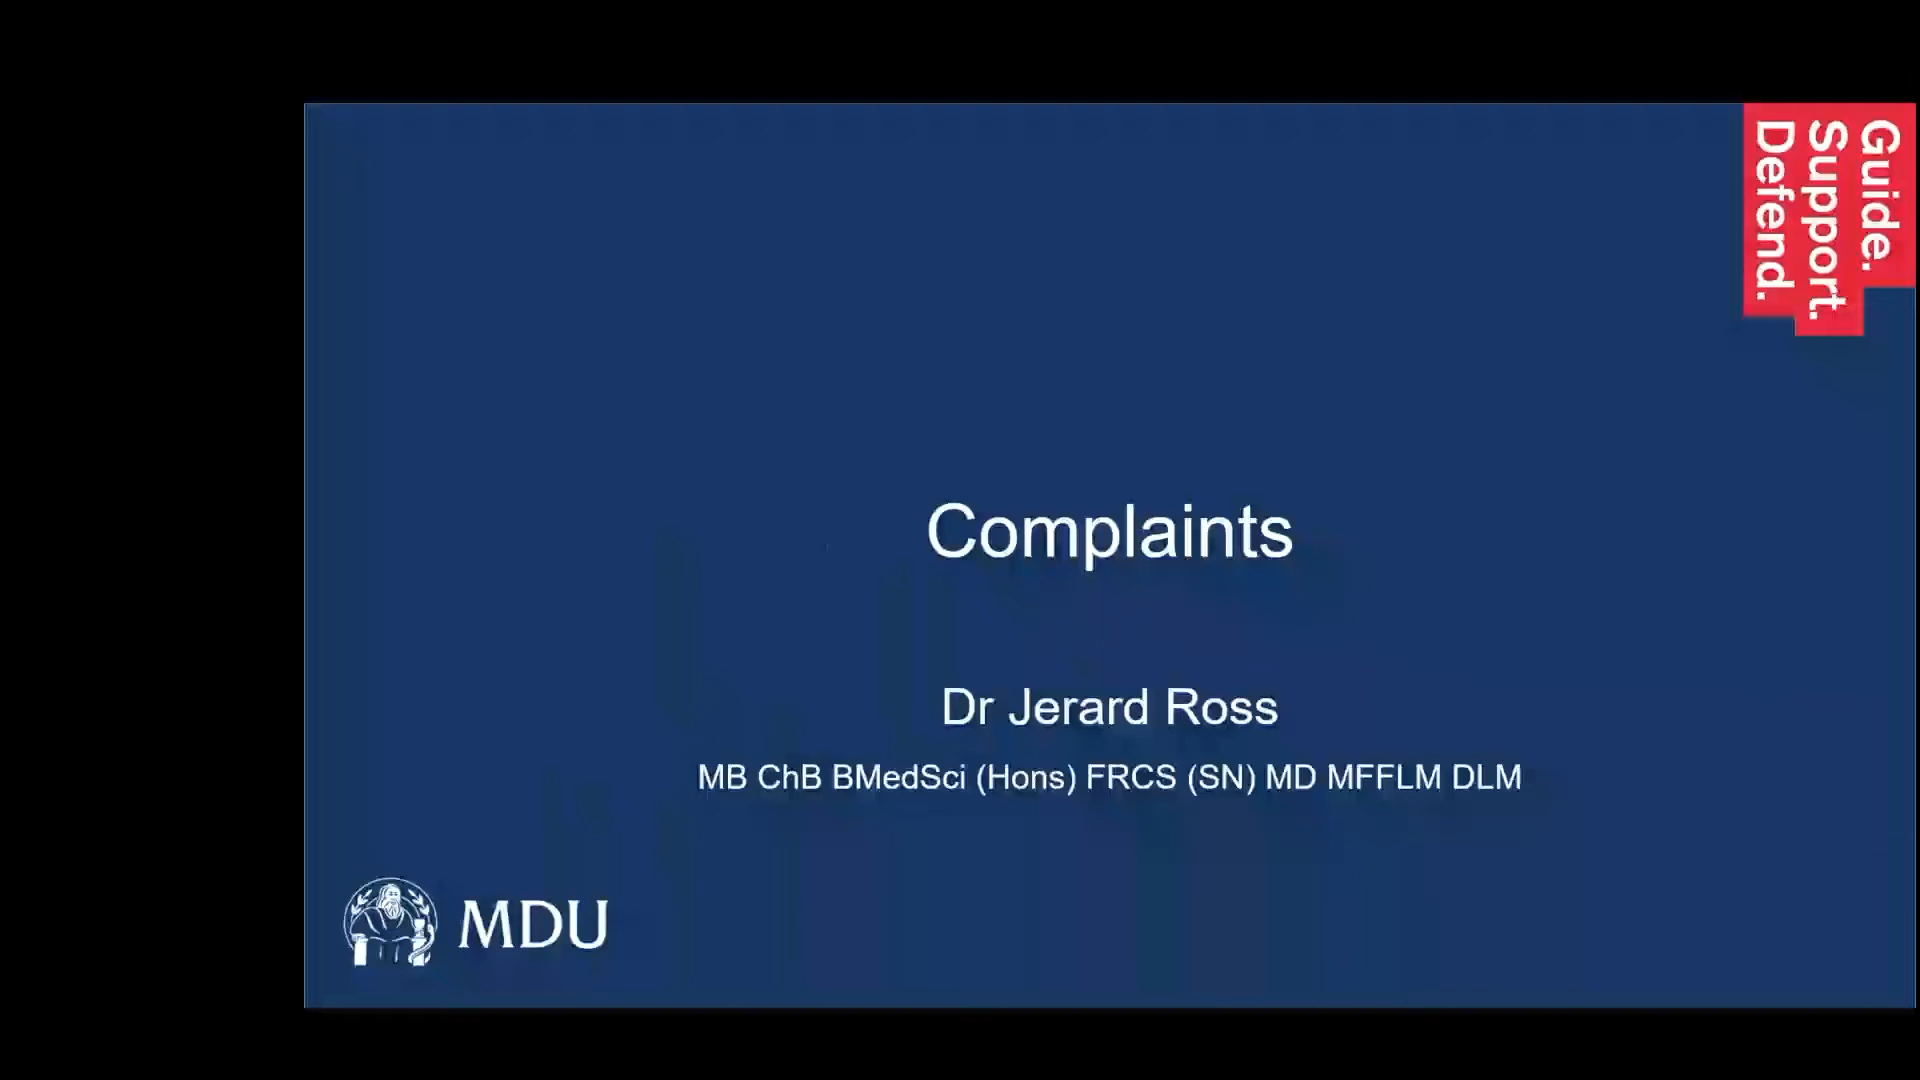 Guide.
Support.
Defend.
Complaints
Dr Jerard Ross
MB ChB BMedSci (Hons) FRCS (SN) MD MFFLM DLM
MDU